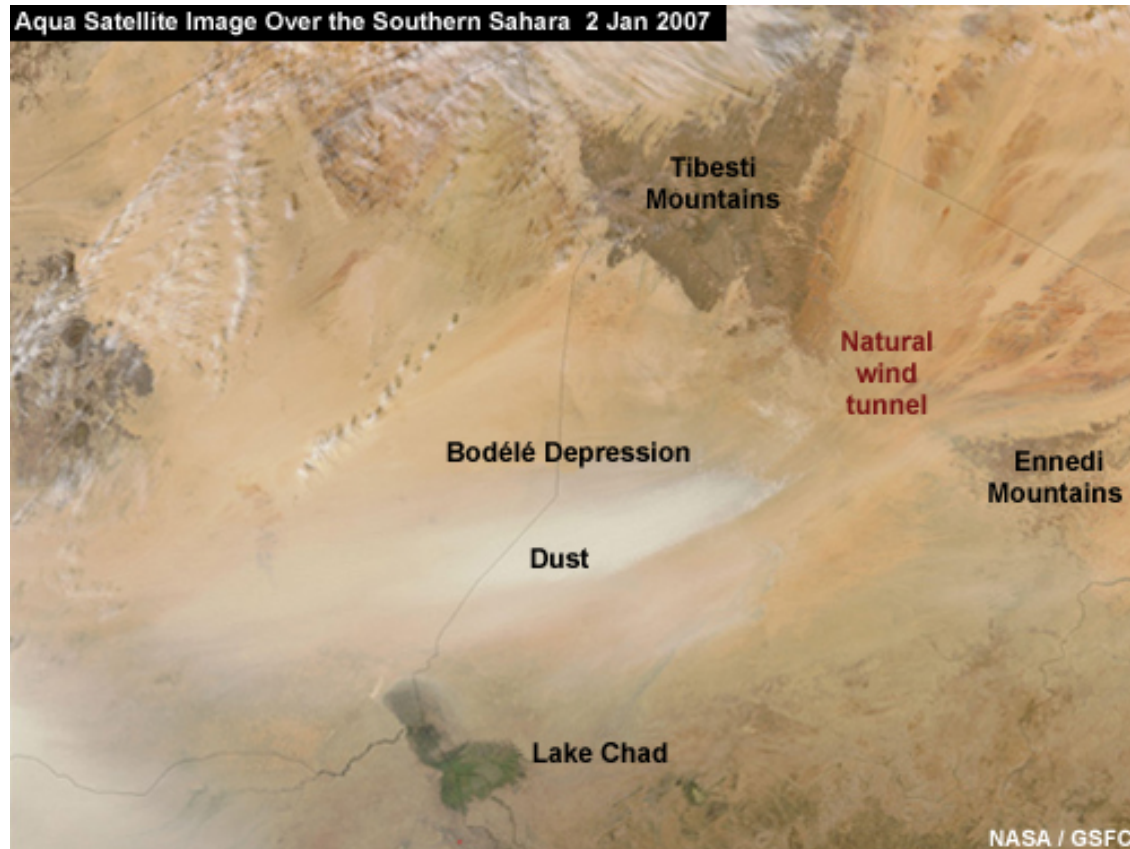 Aqua Satellite Image Over the Southern Sahara 2 Jan 2007
Tibesti
Mountains
Natural
wind
tunnel
Bodélé Depression
Ennedi
Mountains
Dust
Lake Chad
NASA / GSFC